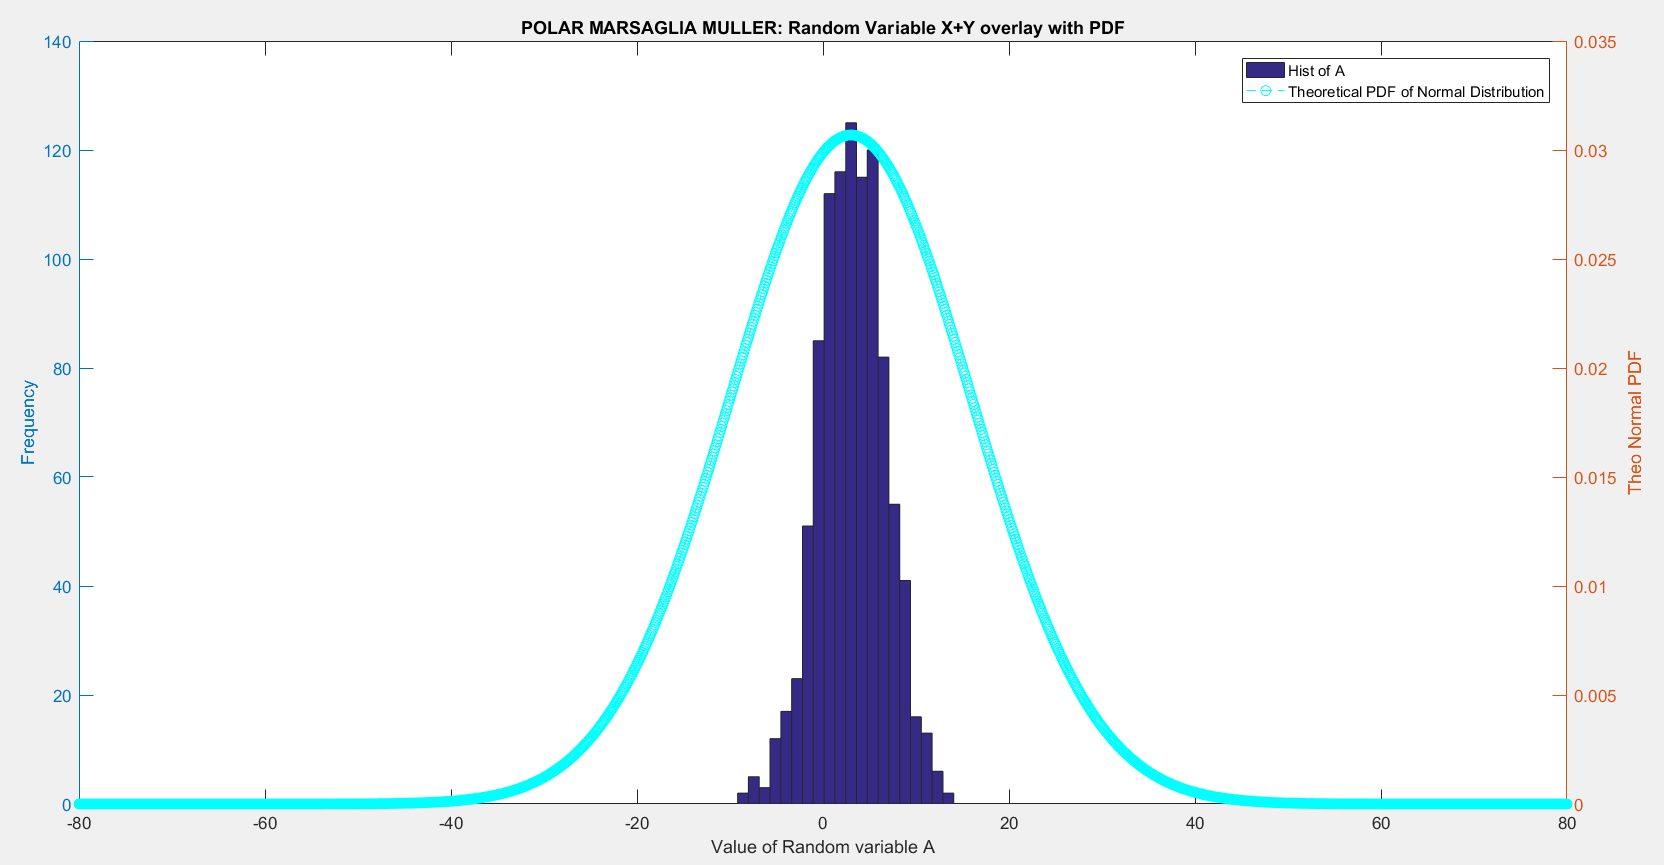 POLAR MARSAGLIA MULLER: Random Variable X+Y overlay with PDF
Hist of A
Theoretical PDF of Normal Distribution
Frequency
140
120
100
80
60
40
20
0
0.035
0.03
0.025
0.02
0.015
0.01
0.005
0
Theo Normal PDF
-80 -60 -40 -20 0 20 40 60 80
Value of Random variable A